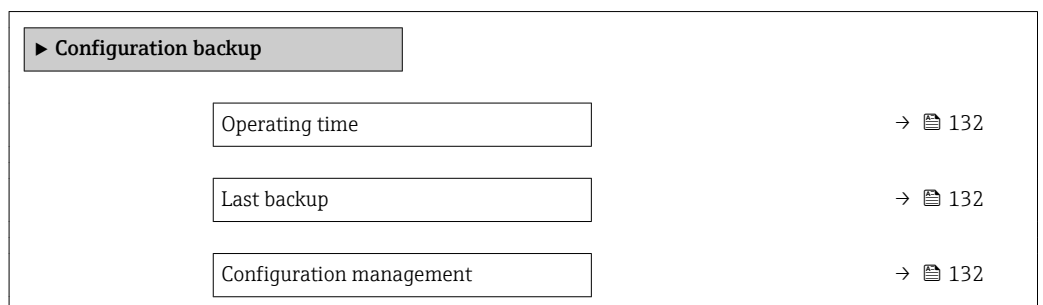 ► Configuration backup
Operating time → 🖹 132
Last backup → 🖹 132
Configuration management → 🖹 132